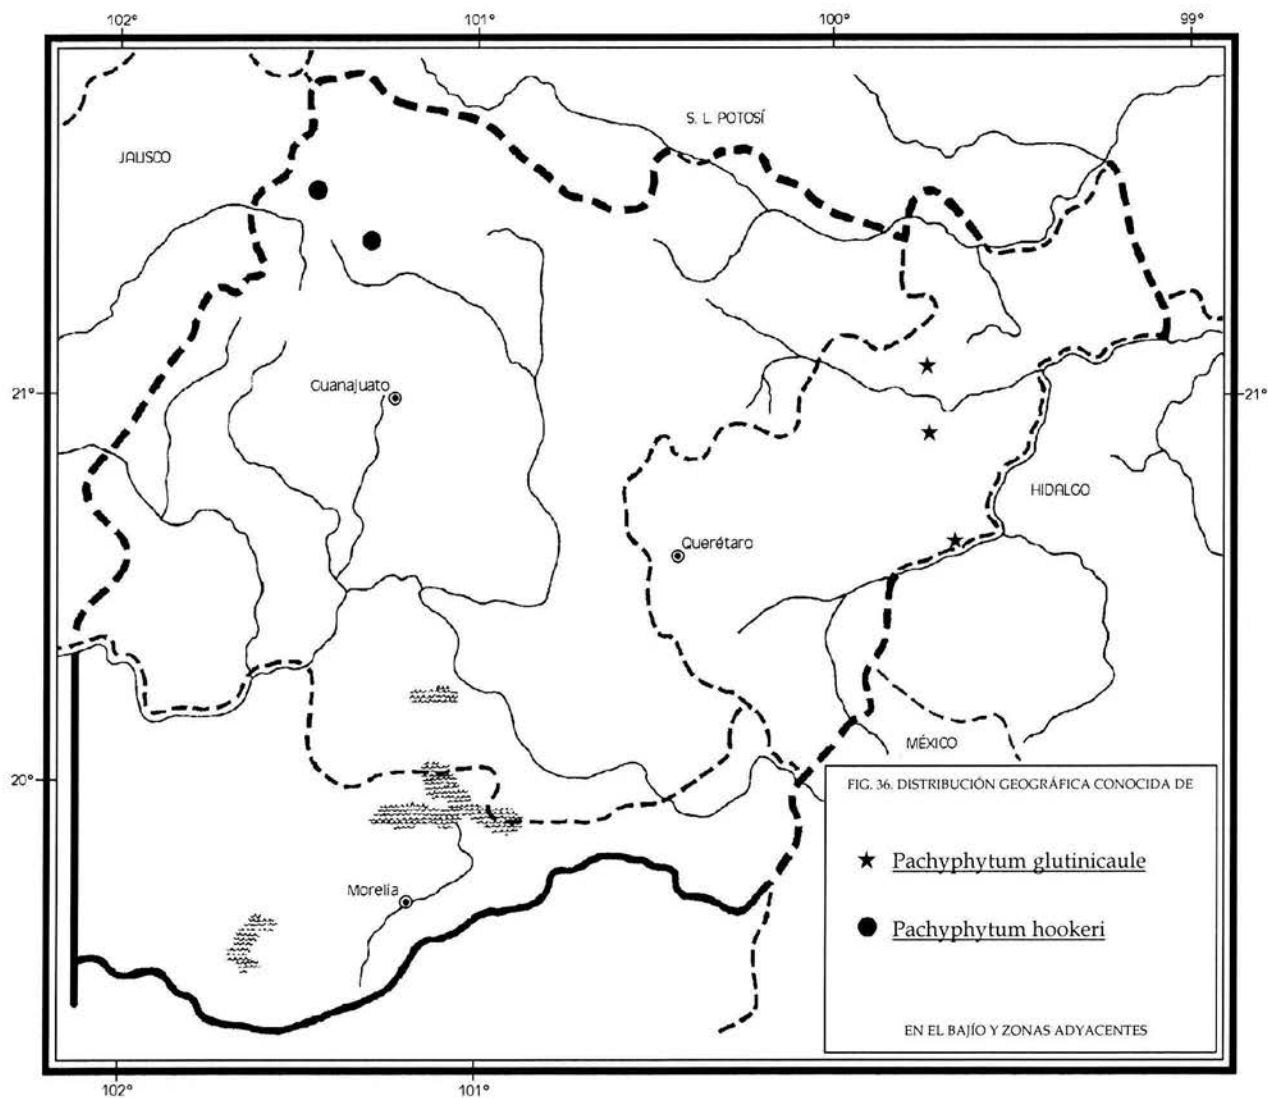 102° 101° 100° 99°
S. L. POTOSÍ
JALISCO
Guanajuato
21° 21°
HIDALGO
Querétaro
MÉXICO
20°
FIG. 36. DISTRIBUCIÓN GEOGRÁFICA CONOCIDA DE
Pachyphytum glutinicaule
Morelia
Pachyphytum hookeri
EN EL BAJÍO Y ZONAS ADYACENTES
102° 101°